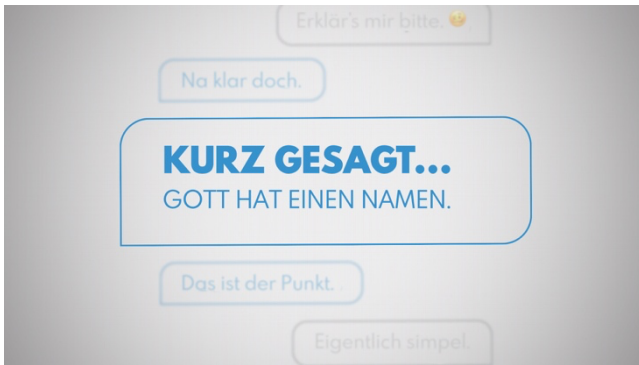 Erklär's mir bitte.
Na klar doch.
KURZ GESAGT...
GOTT HAT EINEN NAMEN.
Das ist der Punkt.
Eigentlich simpel.